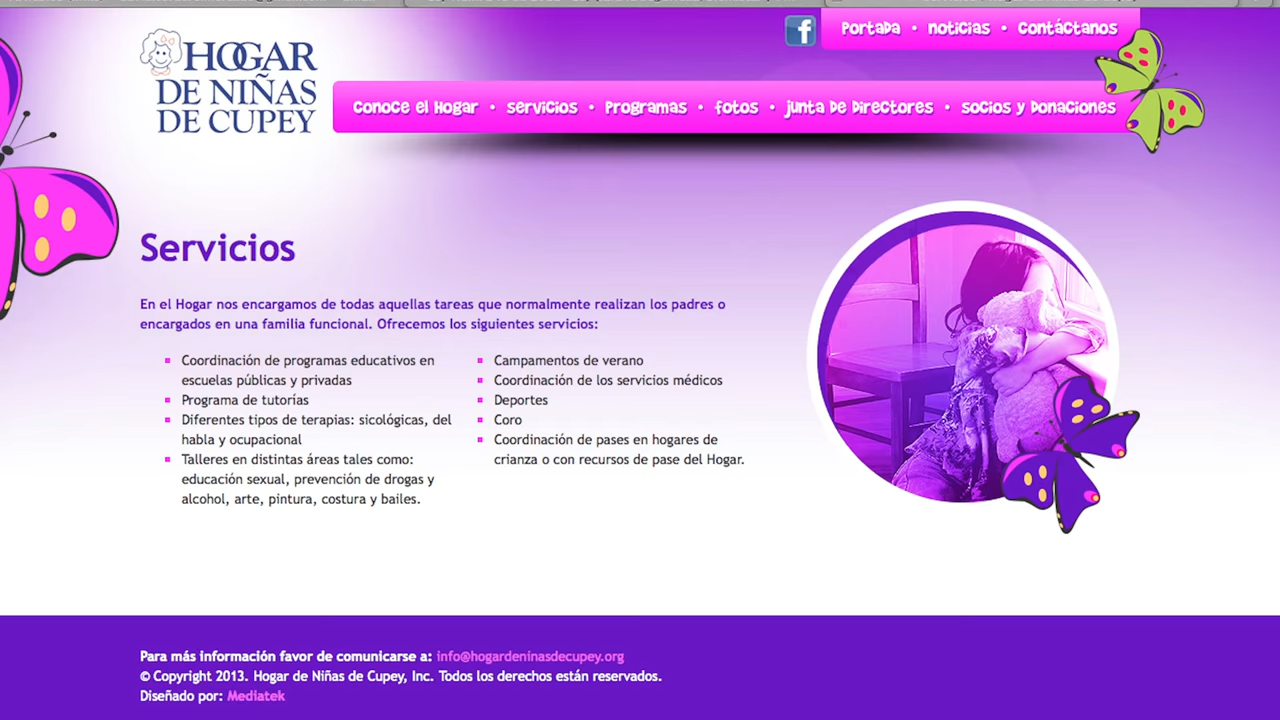 Portada • noticias • Contáctanos
HOGAR
DE NIÑAS
DE CUPEY
Conoce el Hogar • servicios • Programas • fotos • junta de Directores • socios y Donaciones
Servicios
En el Hogar nos encargamos de todas aquellas tareas que normalmente realizan los padres o
encargados en una familia funcional. Ofrecemos los siguientes servicios:
Coordinación de programas educativos en
escuelas públicas y privadas
Programa de tutorías
Diferentes tipos de terapias: sicológicas, del
habla y ocupacional
Talleres en distintas áreas tales como:
educación sexual, prevención de drogas y
alcohol, arte, pintura, costura y bailes.
Campamentos de verano
Coordinación de los servicios médicos
Deportes
Coro
Coordinación de pases en hogares de
crianza o con recursos de pase del Hogar.
Para más información favor de comunicarse a: info@hogardeninasdecupey.org
© Copyright 2013. Hogar de Niñas de Cupey, Inc. Todos los derechos están reservados.
Diseñado por: Mediatek